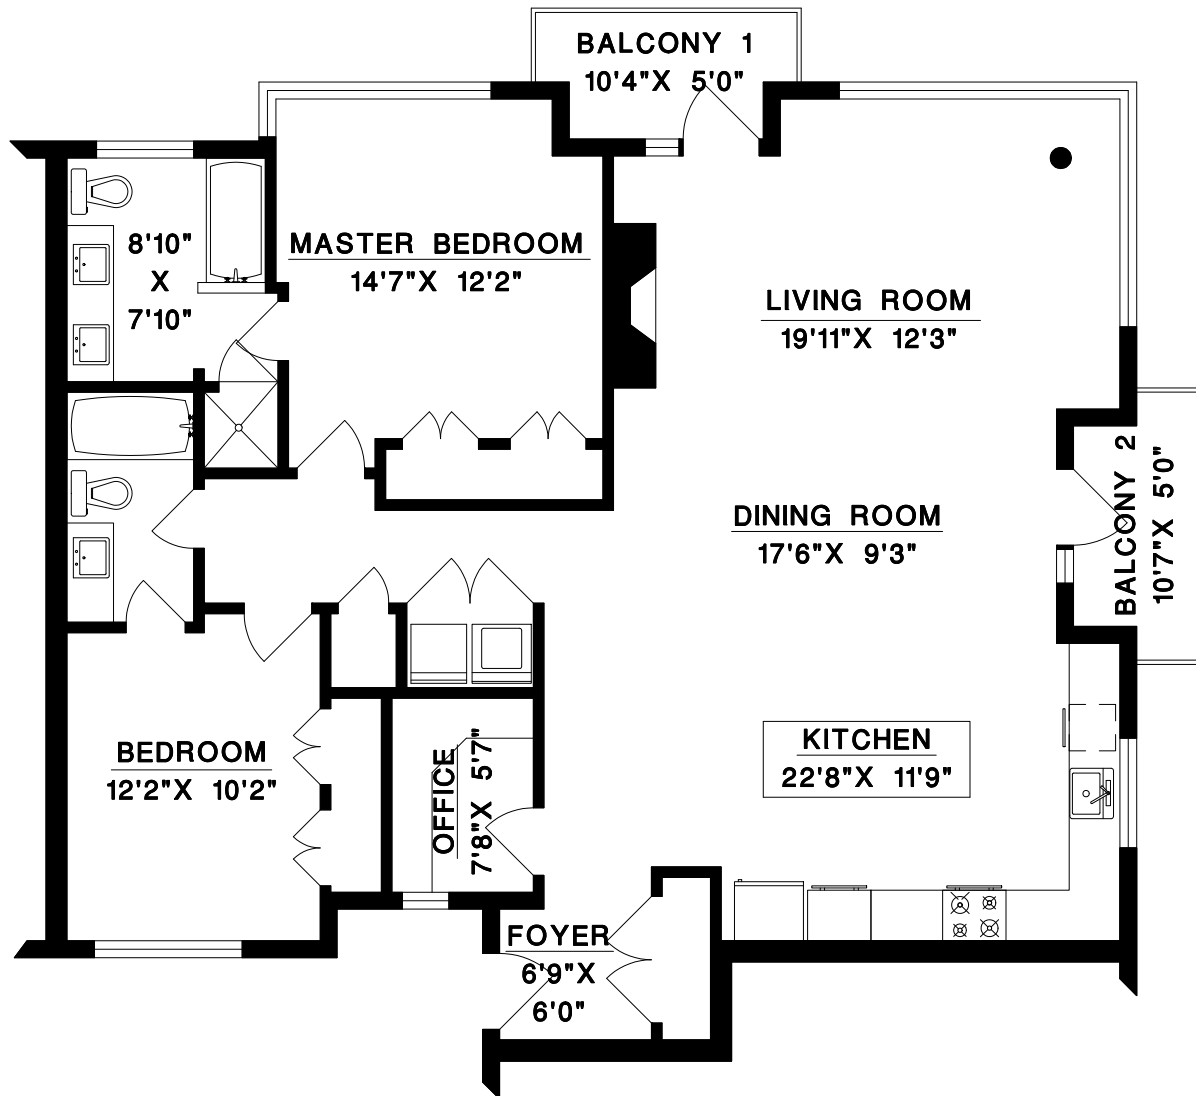 BALCONY 1
10'4"X 5'0"
8'10"
X
7'10"
MASTER BEDROOM
14'7"X 12'2"
LIVING ROOM
19'11"X 12'3"
DINING ROOM
17'6"X 9'3"
BALCONY 2
10'7"X 5'0"
BEDROOM
12'2"X 10'2"
OFFICE
7'8"X 5'7"
KITCHEN
22'8"X 11'9"
FOYER
6'9"X
6'0"